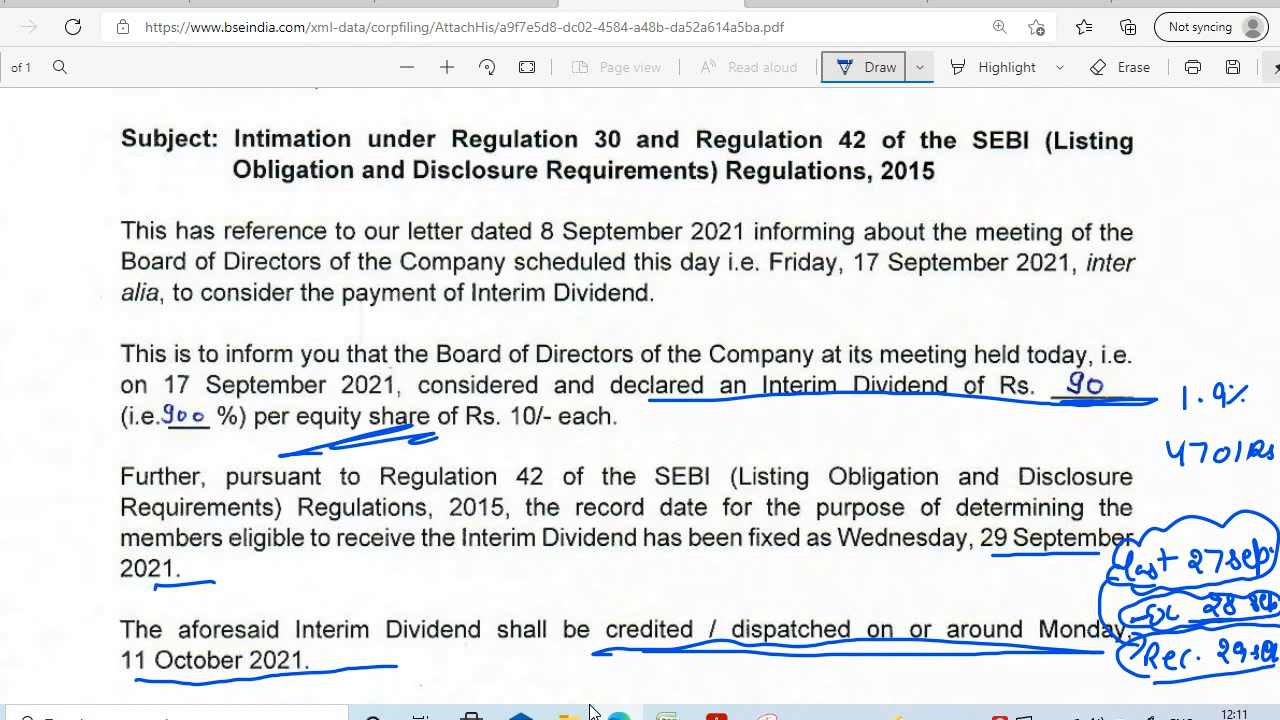 https://www.bseindia.com/xml-data/corpfiling/AttachHis/a9f7e5d8-dc02-4584-a48b-da52a614a5ba.pdf
Not syncing
of 1
Page view
Read aloud
Draw
Highlight
Erase
Subject: Intimation under Regulation 30 and Regulation 42 of the SEBI (Listing
Obligation and Disclosure Requirements) Regulations, 2015
This has reference to our letter dated 8 September 2021 informing about the meeting of the
Board of Directors of the Company scheduled this day i.e. Friday, 17 September 2021, inter
alia, to consider the payment of Interim Dividend.
This is to inform you that the Board of Directors of the Company at its meeting held today, i.e.
on 17 September 2021, considered and declared an Interim Dividend of Rs. 90
(i.e.900 %) per equity share of Rs. 10/- each.
1.9%
4701 Rs
Further, pursuant to Regulation 42 of the SEBI (Listing Obligation and Disclosure
Requirements) Regulations, 2015, the record date for the purpose of determining the
members eligible to receive the Interim Dividend has been fixed as Wednesday, 29 September
2021.
last 27 sep.
Ex 28 seb
Rec. 29 seb
The aforesaid Interim Dividend shall be credited / dispatched on or around Monday,
11 October 2021.
12:11